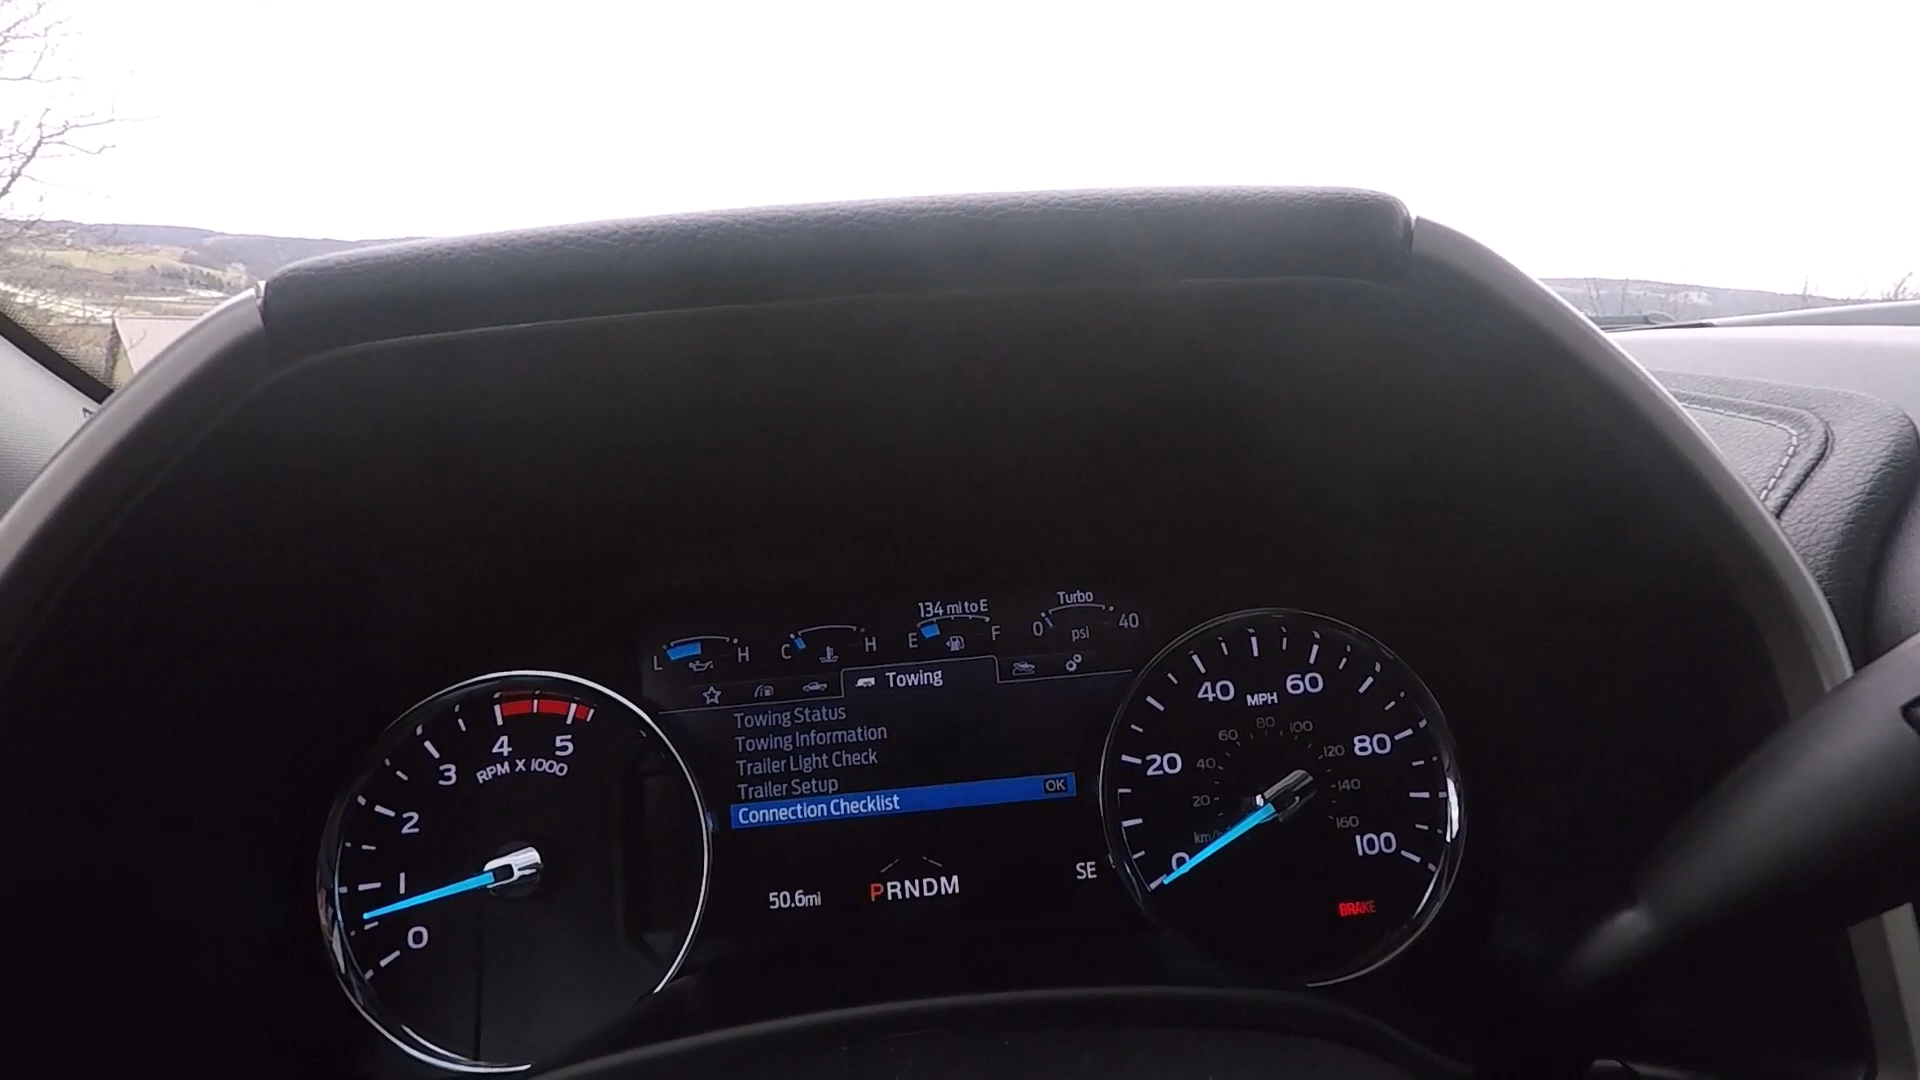 134 mi to E
Turbo
L H
C H
E F
0 40
psi
Towing
Towing Status
Towing Information
Trailer Light Check
Trailer Setup
Connection Checklist OK
50.6mi
PRNDM
SE
0
1
2
3
4
5
RPM X 1000
0
20
40
60
80
100
MPH
km/h
20
40
60
80
100
120
140
160
BRAKE